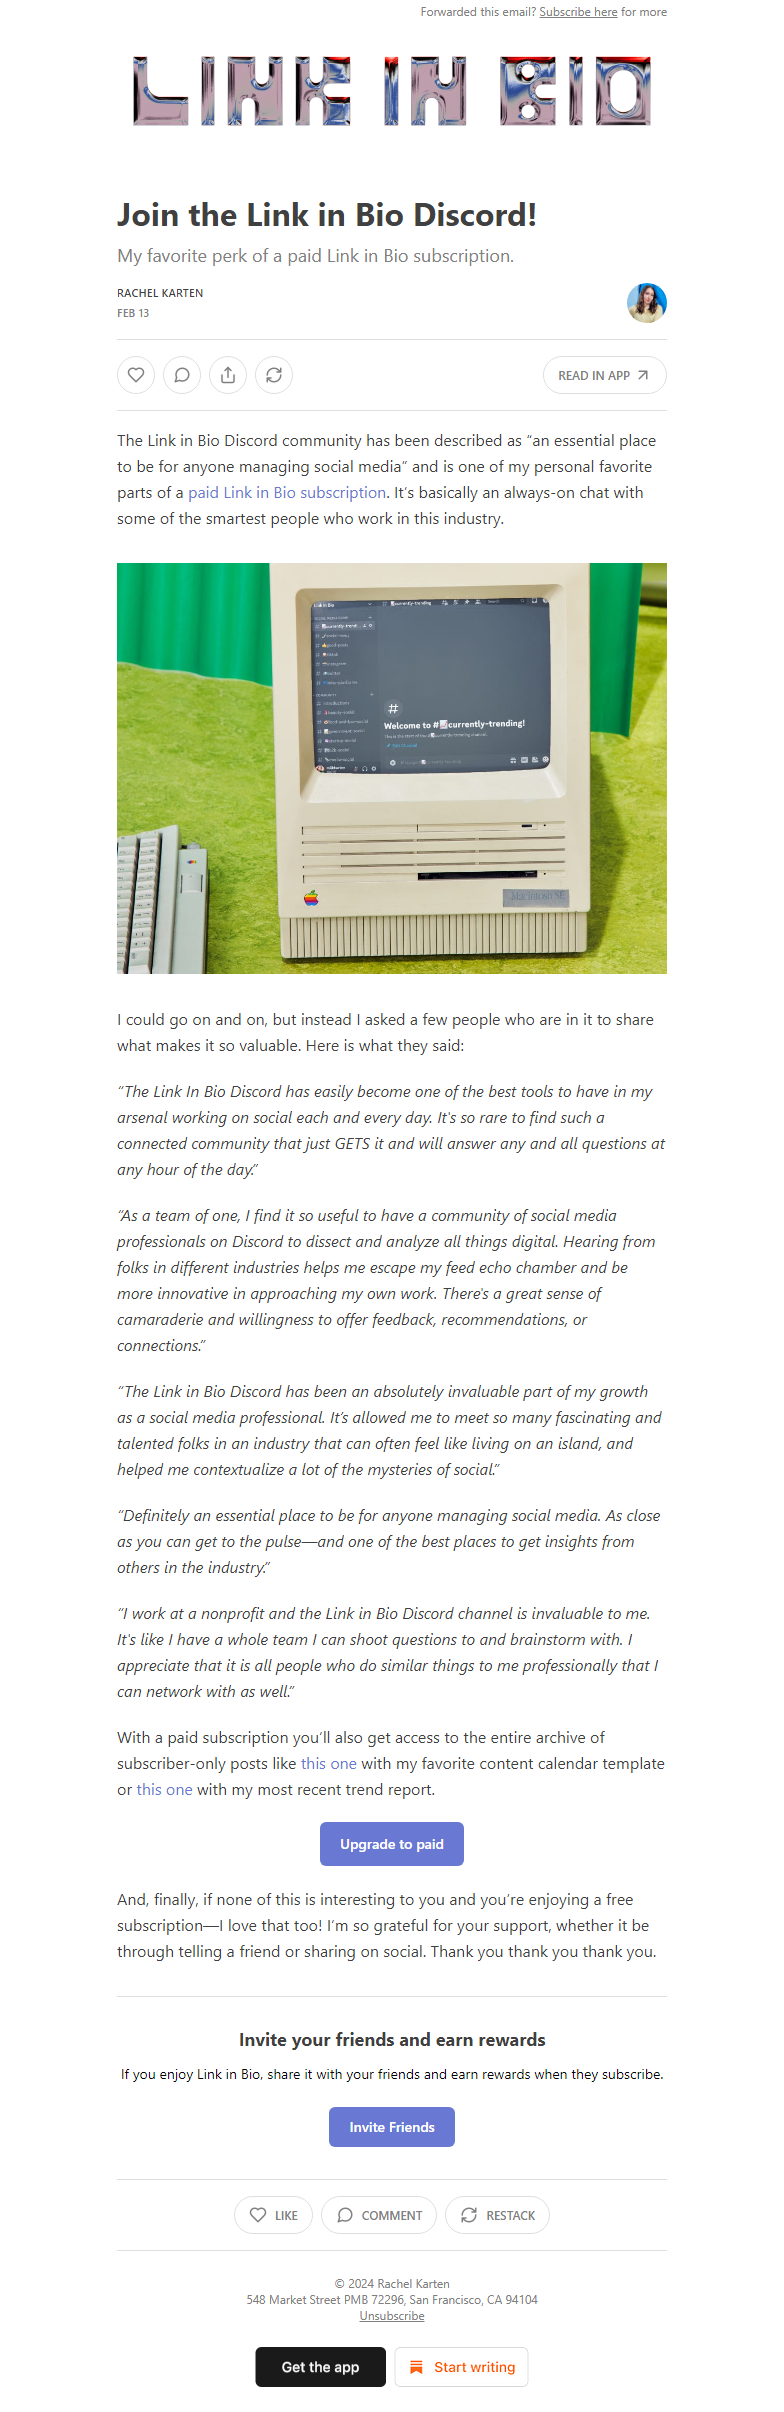 Forwarded this email? Subscribe here for more
LINK IN BIO
Join the Link in Bio Discord!
My favorite perk of a paid Link in Bio subscription.
RACHEL KARTEN
FEB 13
READ IN APP
The Link in Bio Discord community has been described as “an essential place
to be for anyone managing social media” and is one of my personal favorite
parts of a paid Link in Bio subscription. It’s basically an always-on chat with
some of the smartest people who work in this industry.
Link in Bio
#currently-trending
Search
#
Welcome to #currently-trending!
This is the start of the #currently-trending channel.
Edit Channel
Macintosh SE
I could go on and on, but instead I asked a few people who are in it to share
what makes it so valuable. Here is what they said:
“The Link In Bio Discord has easily become one of the best tools to have in my
arsenal working on social each and every day. It's so rare to find such a
connected community that just GETS it and will answer any and all questions at
any hour of the day.”
“As a team of one, I find it so useful to have a community of social media
professionals on Discord to dissect and analyze all things digital. Hearing from
folks in different industries helps me escape my feed echo chamber and be
more innovative in approaching my own work. There's a great sense of
camaraderie and willingness to offer feedback, recommendations, or
connections.”
“The Link in Bio Discord has been an absolutely invaluable part of my growth
as a social media professional. It’s allowed me to meet so many fascinating and
talented folks in an industry that can often feel like living on an island, and
helped me contextualize a lot of the mysteries of social.”
“Definitely an essential place to be for anyone managing social media. As close
as you can get to the pulse—and one of the best places to get insights from
others in the industry.”
“I work at a nonprofit and the Link in Bio Discord channel is invaluable to me.
It's like I have a whole team I can shoot questions to and brainstorm with. I
appreciate that it is all people who do similar things to me professionally that I
can network with as well.”
With a paid subscription you’ll also get access to the entire archive of
subscriber-only posts like this one with my favorite content calendar template
or this one with my most recent trend report.
Upgrade to paid
And, finally, if none of this is interesting to you and you’re enjoying a free
subscription—I love that too! I’m so grateful for your support, whether it be
through telling a friend or sharing on social. Thank you thank you thank you.
Invite your friends and earn rewards
If you enjoy Link in Bio, share it with your friends and earn rewards when they subscribe.
Invite Friends
LIKE
COMMENT
RESTACK
© 2024 Rachel Karten
548 Market Street PMB 72296, San Francisco, CA 94104
Unsubscribe
Get the app
Start writing